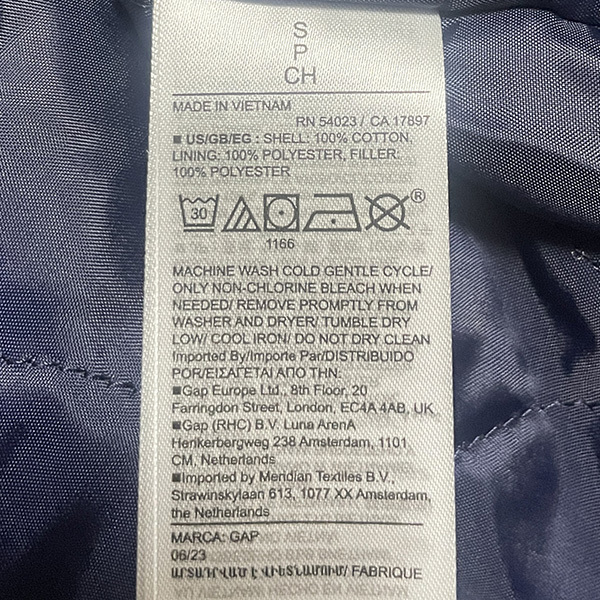 S
P
CH
MADE IN VIETNAM
RN 54023 / CA 17897
■ US/GB/EG : SHELL: 100% COTTON,
LINING: 100% POLYESTER, FILLER:
100% POLYESTER
30 ®
1166
MACHINE WASH COLD GENTLE CYCLE/
ONLY NON-CHLORINE BLEACH WHEN
NEEDED/ REMOVE PROMPTLY FROM
WASHER AND DRYER/ TUMBLE DRY
LOW/ COOL IRON/ DO NOT DRY CLEAN
Imported By/Importe Par/DISTRIBUIDO
POR/ΕΙΣΑΓΕΤΑΙ ΑΠΟ ΤΗΝ:
■Gap Europe Ltd., 8th Floor, 20
Farringdon Street, London, EC4A 4AB, UK
■Gap (RHC) B.V. Luna ArenA
Herikerbergweg 238 Amsterdam, 1101
CM, Netherlands
■Imported by Meridian Textiles B.V.,
Strawinskylaan 613, 1077 XX Amsterdam,
the Netherlands
MARCA: GAP
06/23
ԱՐՏԱԴՐՎԱԾ Է ՎԻԵՏՆԱՄՈՒՄ/ FABRIQUE